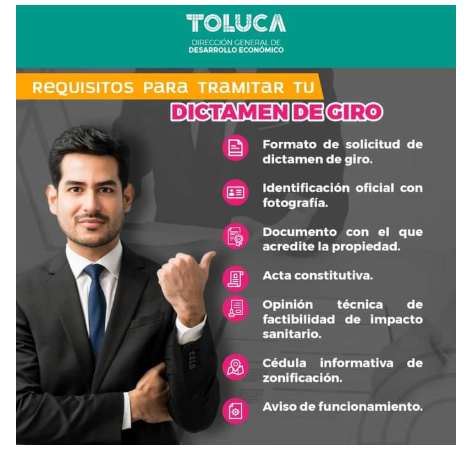 TOLUCA
DIRECCIÓN GENERAL DE
DESARROLLO ECONÓMICO
REQUISITOS PARA TRAMITAR TU
DICTAMEN DE GIRO
Formato de solicitud de
dictamen de giro.
Identificación oficial con
fotografía.
Documento con el que
acredite la propiedad.
Acta constitutiva.
Opinión técnica de
factibilidad de impacto
sanitario.
Cédula informativa de
zonificación.
Aviso de funcionamiento.